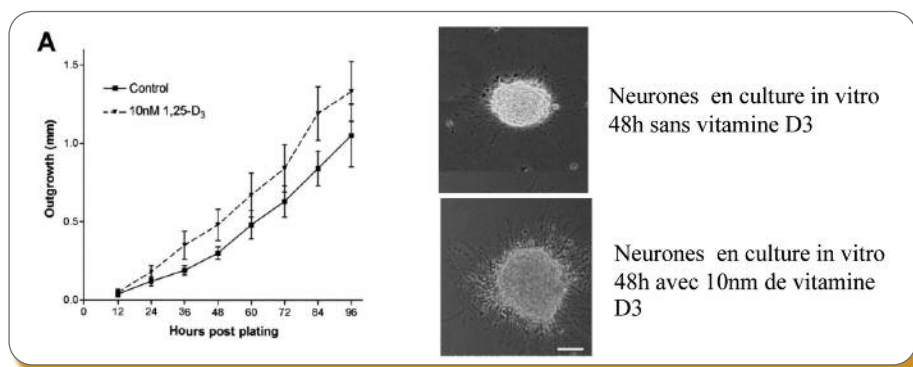 A
1.5
1.0
0.5
0.0
Outgrowth (mm)
Control
10nM 1,25-D₃
0 12 24 36 48 60 72 84 96
Hours post plating
Neurones en culture in vitro
48h sans vitamine D3
Neurones en culture in vitro
48h avec 10nm de vitamine
D3